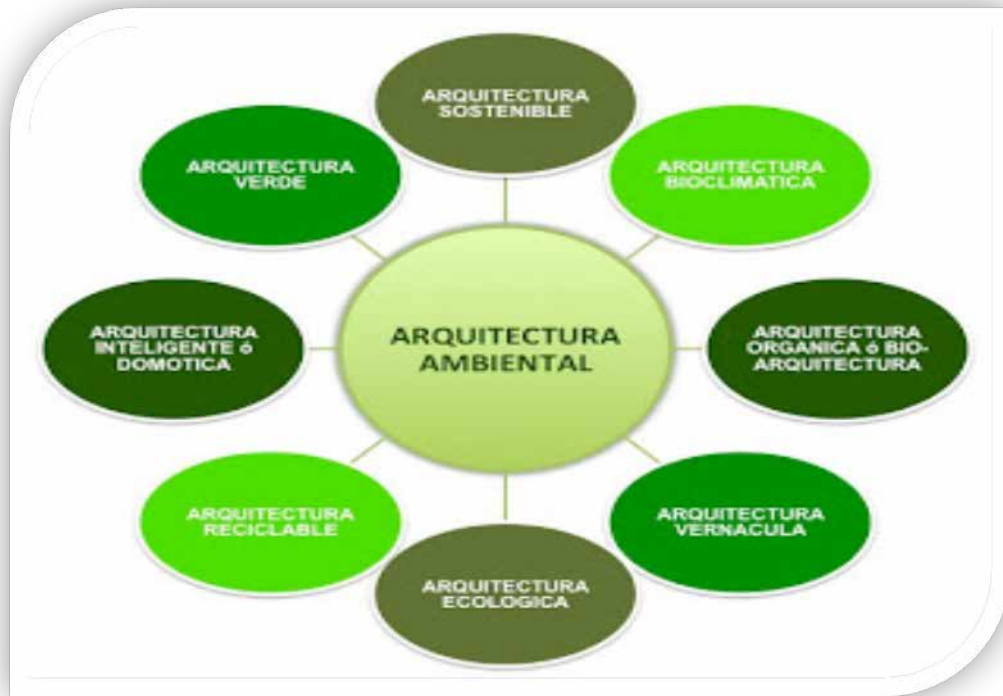 ARQUITECTURA
SOSTENIBLE
ARQUITECTURA
VERDE
ARQUITECTURA
BIOCLIMATICA
ARQUITECTURA
INTELIGENTE ó
DOMOTICA
ARQUITECTURA
AMBIENTAL
ARQUITECTURA
ORGANICA ó BIO-
ARQUITECTURA
ARQUITECTURA
RECICLABLE
ARQUITECTURA
VERNACULA
ARQUITECTURA
ECOLOGICA